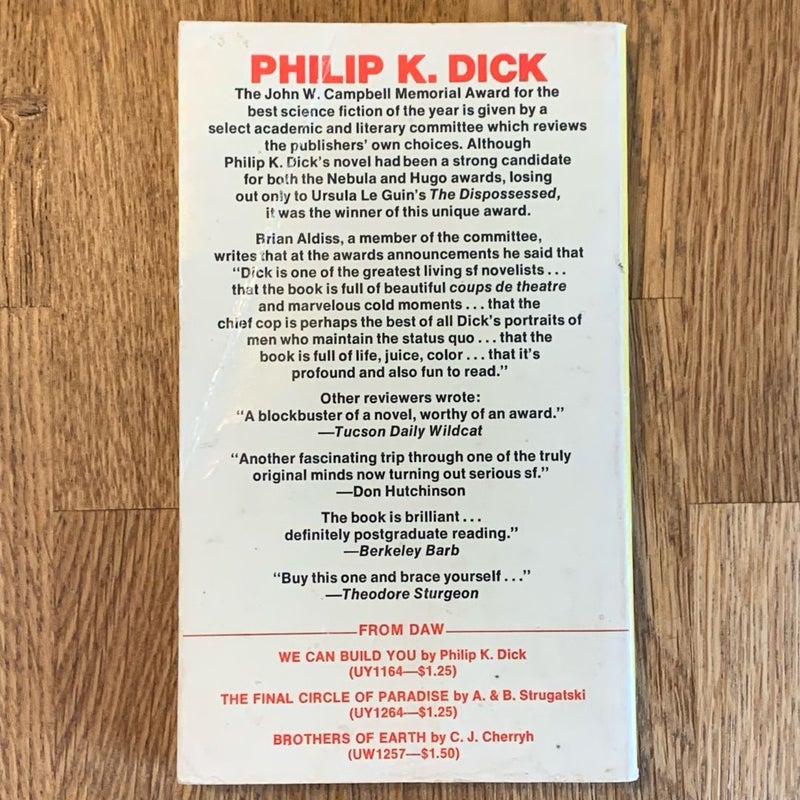 PHILIP K. DICK
The John W. Campbell Memorial Award for the
best science fiction of the year is given by a
select academic and literary committee which reviews
the publishers' own choices. Although
Philip K. Dick's novel had been a strong candidate
for both the Nebula and Hugo awards, losing
out only to Ursula Le Guin's The Dispossessed,
it was the winner of this unique award.
Brian Aldiss, a member of the committee,
writes that at the awards announcements he said that
“Dick is one of the greatest living sf novelists...
that the book is full of beautiful coups de theatre
and marvelous cold moments...that the
chief cop is perhaps the best of all Dick's portraits of
men who maintain the status quo...that the
book is full of life, juice, color...that it's
profound and also fun to read.”
Other reviewers wrote:
“A blockbuster of a novel, worthy of an award.”
—Tucson Daily Wildcat
“Another fascinating trip through one of the truly
original minds now turning out serious sf.”
—Don Hutchinson
The book is brilliant...
definitely postgraduate reading.”
—Berkeley Barb
“Buy this one and brace yourself...”
—Theodore Sturgeon
FROM DAW
WE CAN BUILD YOU by Philip K. Dick
(UY1164—$1.25)
THE FINAL CIRCLE OF PARADISE by A. & B. Strugatski
(UY1264—$1.25)
BROTHERS OF EARTH by C. J. Cherryh
(UW1257—$1.50)